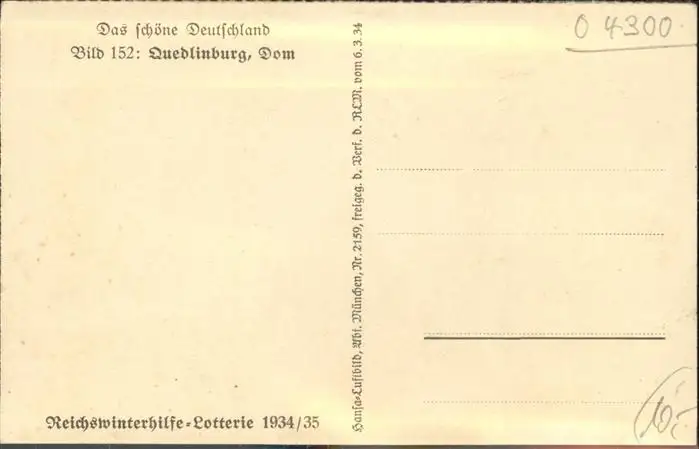 Das schöne Deutschland
Bild 152: Quedlinburg, Dom
Reichswinterhilfe-Lotterie 1934/35
Hansa-Luftbild, Abt. München, Nr. 2159, freigeg. d. Verf. d. RLM. vom 6. 3. 34
O 4300
10,-